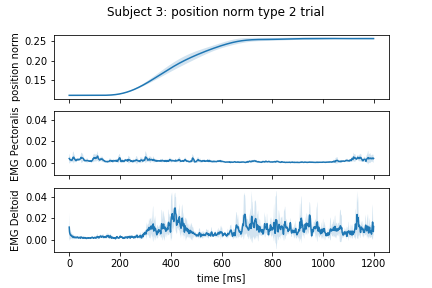 Subject 3: position norm type 2 trial
position norm
0.25
0.20
0.15
EMG Pectoralis
0.04
0.02
0.00
EMG Deltoid
0.04
0.02
0.00
0 200 400 600 800 1000 1200
time [ms]